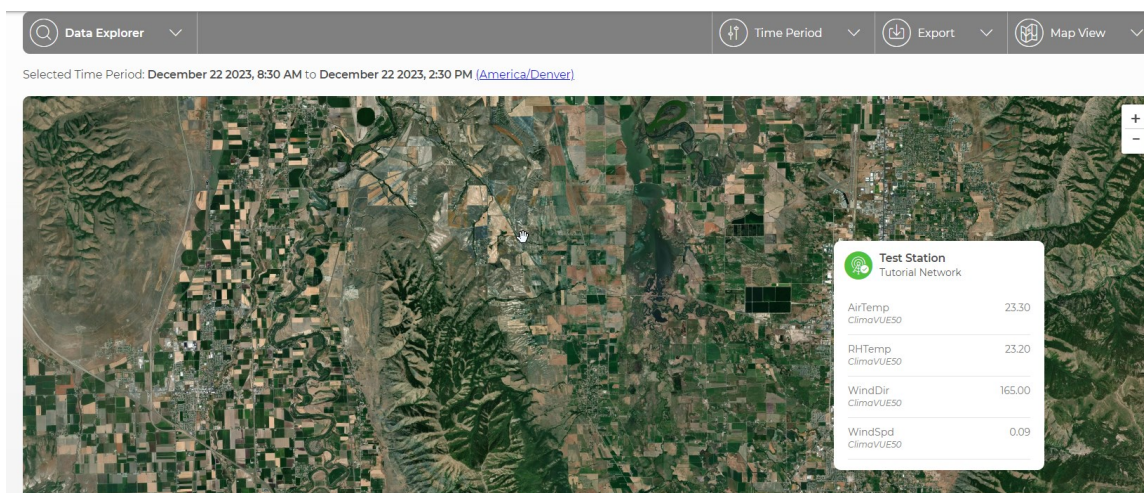 Data Explorer
Time Period
Export
Map View
Selected Time Period: December 22 2023, 8:30 AM to December 22 2023, 2:30 PM (America/Denver)
+
−
Test Station
Tutorial Network
AirTemp 23.30
ClimaVUE50
RHTemp 23.20
ClimaVUE50
WindDir 165.00
ClimaVUE50
WindSpd 0.09
ClimaVUE50